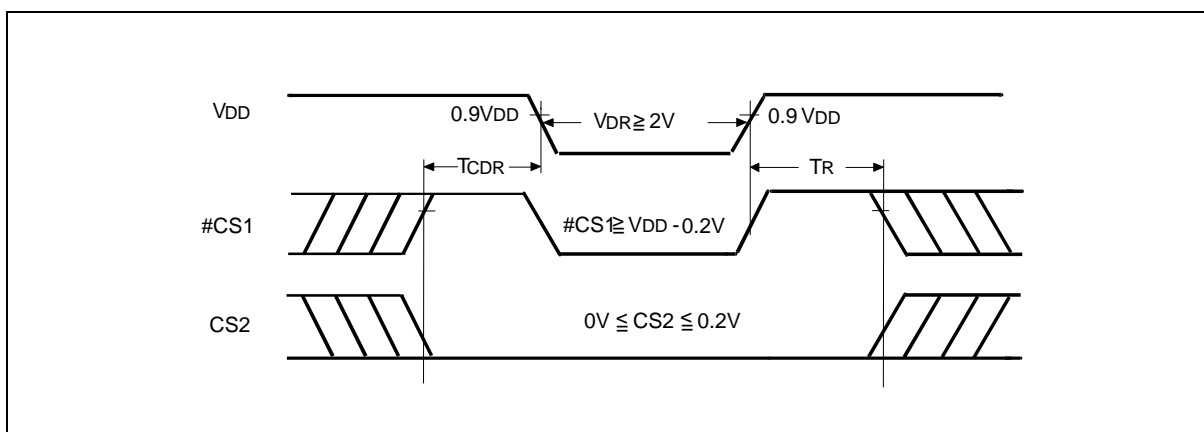 VDD
0.9VDD
VDR≧2V
0.9 VDD
TCDR
TR
#CS1
#CS1≧VDD-0.2V
CS2
0V ≦ CS2 ≦ 0.2V